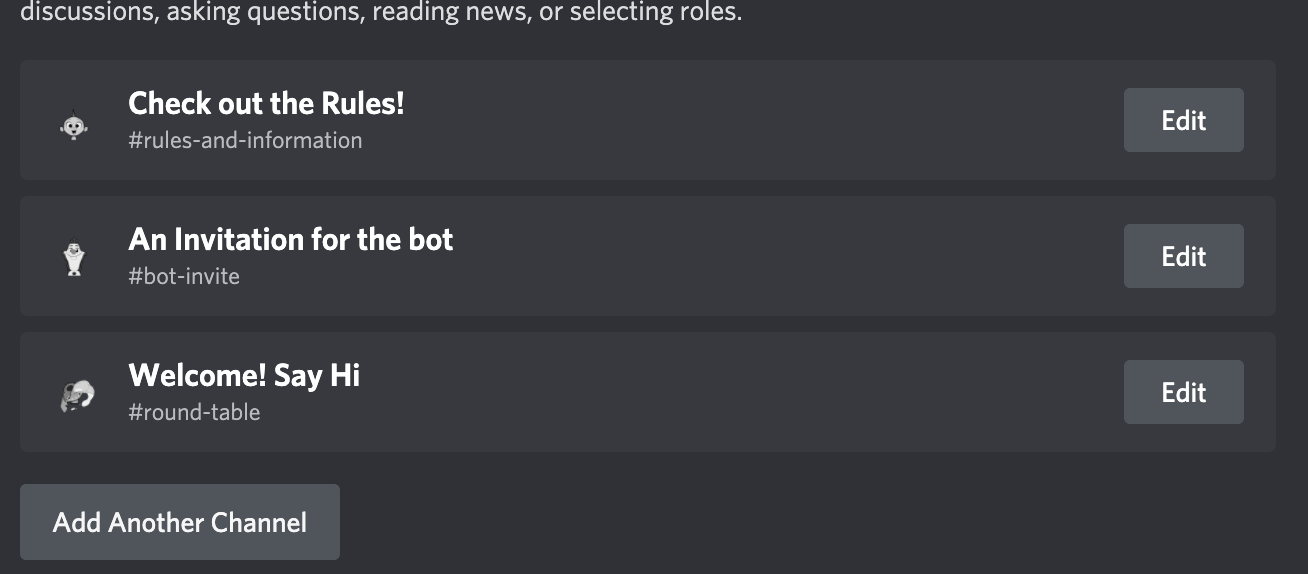 discussions, asking questions, reading news, or selecting roles.
Check out the Rules!
#rules-and-information
Edit
An Invitation for the bot
#bot-invite
Edit
Welcome! Say Hi
#round-table
Edit
Add Another Channel